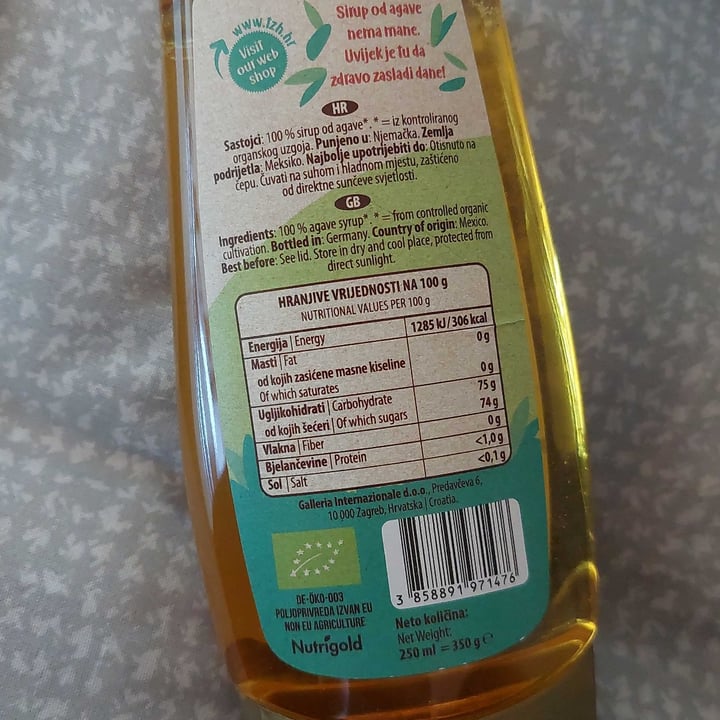 www.1zh.hr
Visit
our web
shop
Sirup od agave
nema mane.
Uvijek je tu da
zdravo zasladi dane!
HR
Sastojci: 100 % sirup od agave*. * = iz kontroliranog
organskog uzgoja. Punjeno u: Njemačka. Zemlja
podrijetla: Meksiko. Najbolje upotrijebiti do: Otisnuto na
čepu. Čuvati na suhom i hladnom mjestu, zaštićeno
od direktne sunčeve svjetlosti.
GB
Ingredients: 100 % agave syrup*. * = from controlled organic
cultivation. Bottled in: Germany. Country of origin: Mexico.
Best before: See lid. Store in dry and cool place, protected from
direct sunlight.
HRANJIVE VRIJEDNOSTI NA 100 g
NUTRITIONAL VALUES PER 100 g
Energija | Energy 1285 kJ/306 kcal
Masti | Fat 0 g
od kojih zasićene masne kiseline
Of which saturates 0 g
Ugljikohidrati | Carbohydrate 75 g
od kojih šećeri | Of which sugars 74 g
Vlakna | Fiber 0 g
Bjelančevine | Protein <1,0 g
Sol | Salt <0,1 g
Galleria Internazionale d.o.o., Predavčeva 6,
10 000 Zagreb, Hrvatska | Croatia.
DE-ÖKO-003
POLJOPRIVREDA IZVAN EU
NON EU AGRICULTURE
Nutrigold
3 858891 971476
Neto količina:
Net Weight:
250 ml = 350 g e